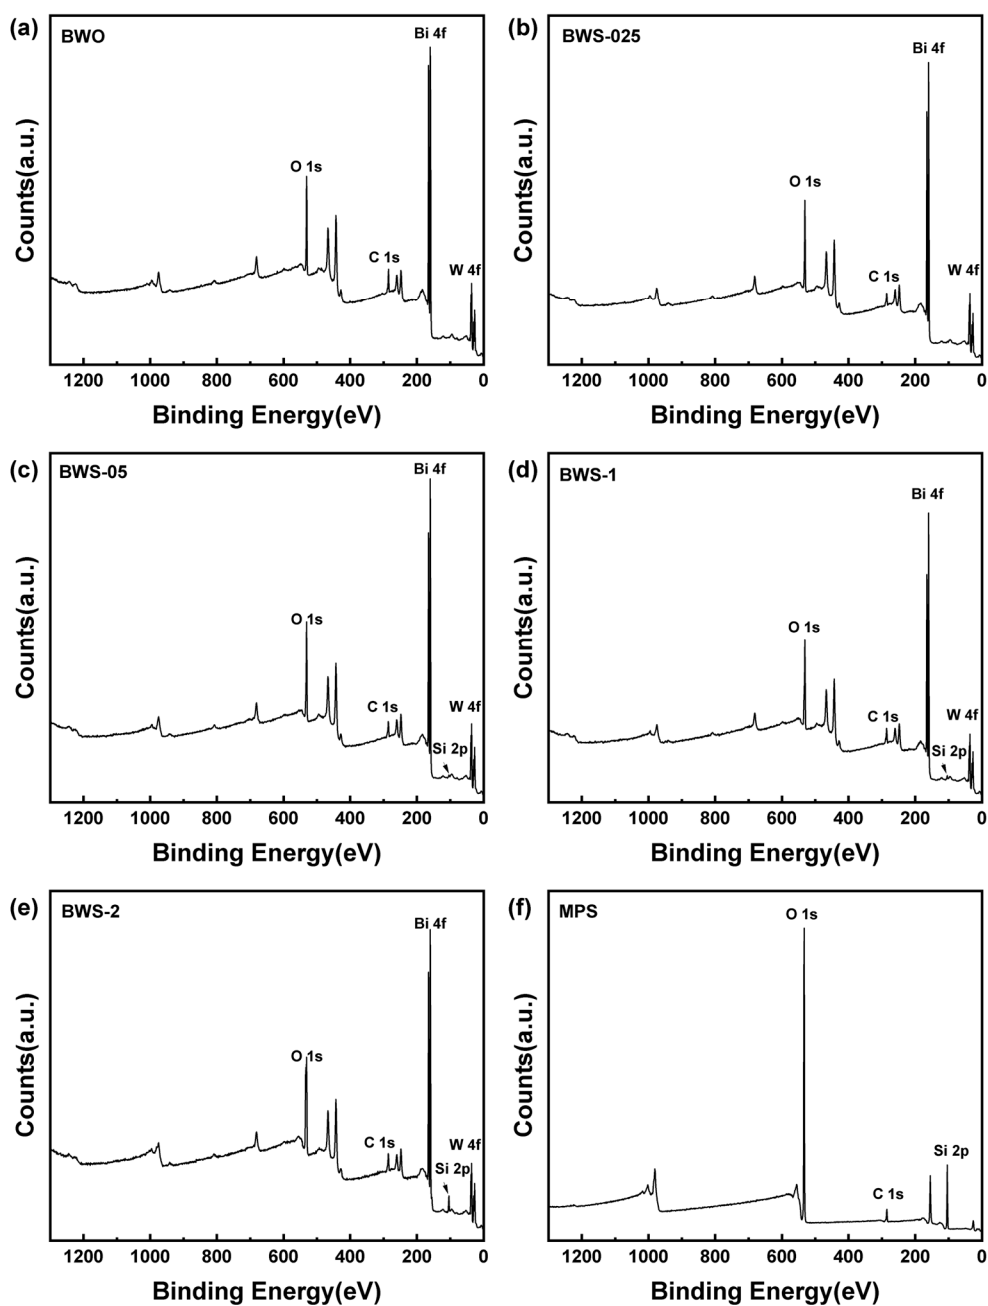 (a)
BWO
Bi 4f
O 1s
C 1s
W 4f
Counts(a.u.)
1200 1000 800 600 400 200 0
Binding Energy(eV)
(b)
BWS-025
Bi 4f
O 1s
C 1s
W 4f
Counts(a.u.)
1200 1000 800 600 400 200 0
Binding Energy(eV)
(c)
BWS-05
Bi 4f
O 1s
C 1s
W 4f
Si 2p
Counts(a.u.)
1200 1000 800 600 400 200 0
Binding Energy(eV)
(d)
BWS-1
Bi 4f
O 1s
C 1s
W 4f
Si 2p
Counts(a.u.)
1200 1000 800 600 400 200 0
Binding Energy(eV)
(e)
BWS-2
Bi 4f
O 1s
C 1s
W 4f
Si 2p
Counts(a.u.)
1200 1000 800 600 400 200 0
Binding Energy(eV)
(f)
MPS
O 1s
Si 2p
C 1s
Counts(a.u.)
1200 1000 800 600 400 200 0
Binding Energy(eV)